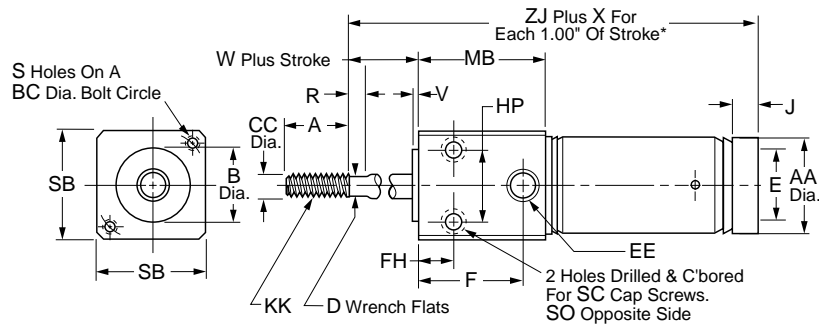 ZJ Plus X For
Each 1.00" Of Stroke*
W Plus Stroke
MB
S Holes On A
BC Dia. Bolt Circle
R
V
HP
J
CC
Dia.
A
SB
B
Dia.
E
AA
Dia.
EE
FH
F
SB
KK
D Wrench Flats
2 Holes Drilled & C'bored
For SC Cap Screws.
SO Opposite Side